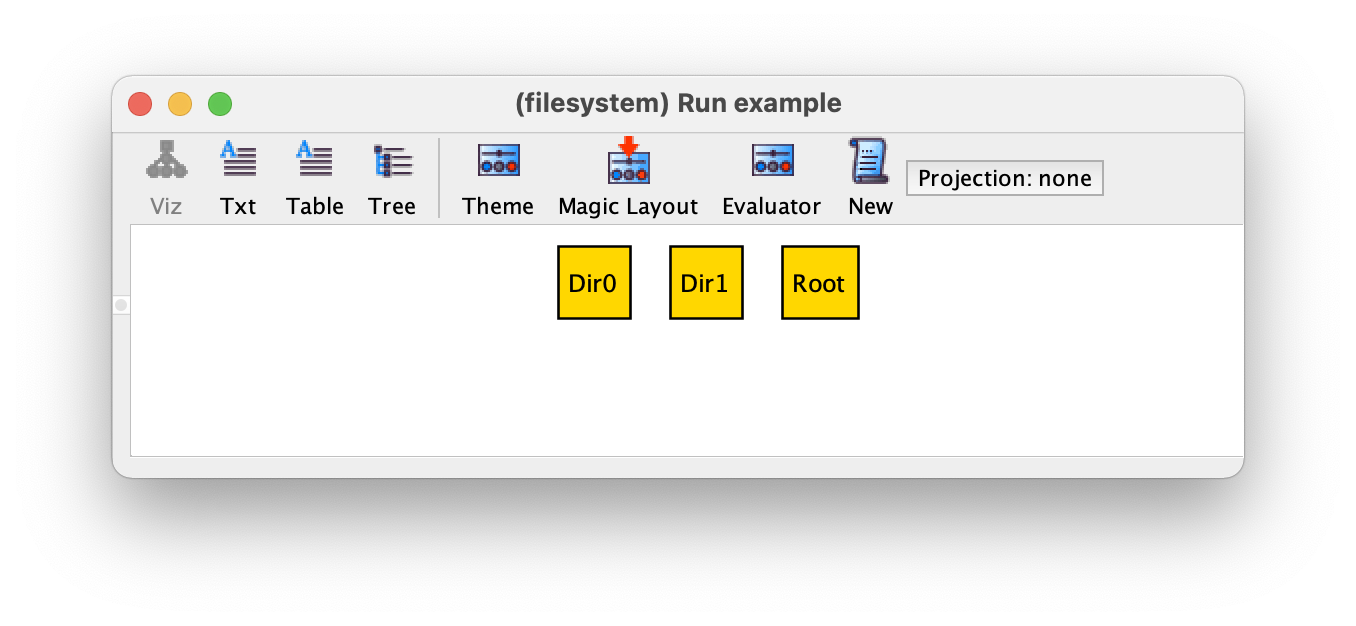 (filesystem) Run example
Viz Txt Table Tree Theme Magic Layout Evaluator New Projection: none
Dir0 Dir1 Root